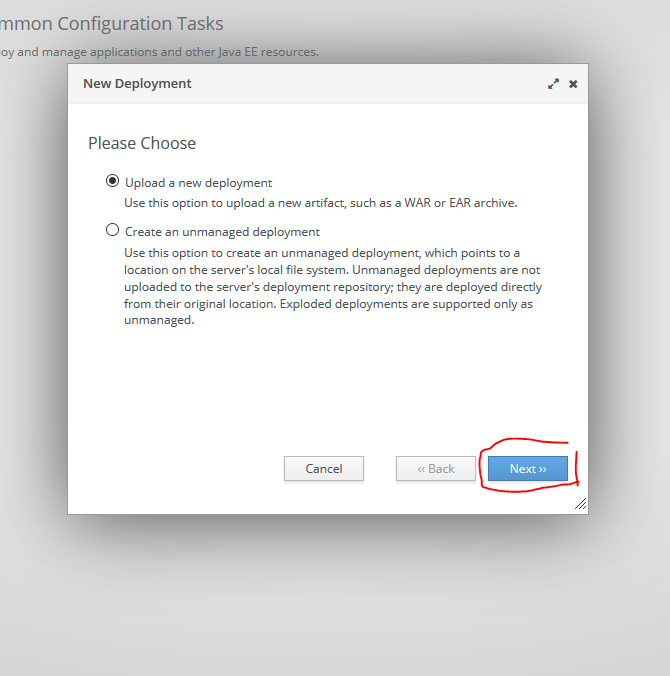 mmon Configuration Tasks
loy and manage applications and other Java EE resources.
New Deployment
Please Choose
Upload a new deployment
Use this option to upload a new artifact, such as a WAR or EAR archive.
Create an unmanaged deployment
Use this option to create an unmanaged deployment, which points to a
location on the server's local file system. Unmanaged deployments are not
uploaded to the server's deployment repository; they are deployed directly
from their original location. Exploded deployments are supported only as
unmanaged.
Cancel
‹‹ Back
Next ››